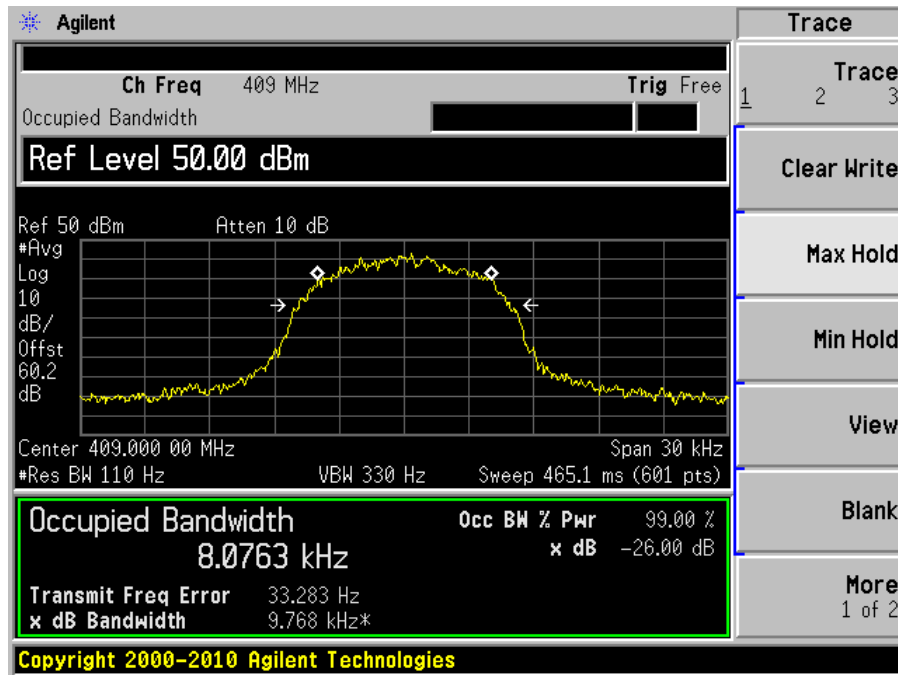 Agilent
Trace
Ch Freq 409 MHz Trig Free
Occupied Bandwidth
Ref Level 50.00 dBm
Ref 50 dBm Atten 10 dB
#Avg
Log
10
dB/
Offst
60.2
dB
Center 409.000 00 MHz Span 30 kHz
#Res BW 110 Hz VBW 330 Hz Sweep 465.1 ms (601 pts)
Occupied Bandwidth
8.0763 kHz
Occ BW % Pwr 99.00 %
x dB -26.00 dB
Transmit Freq Error 33.283 Hz
x dB Bandwidth 9.768 kHz*
Copyright 2000-2010 Agilent Technologies
Trace
1 2 3
Clear Write
Max Hold
Min Hold
View
Blank
More
1 of 2